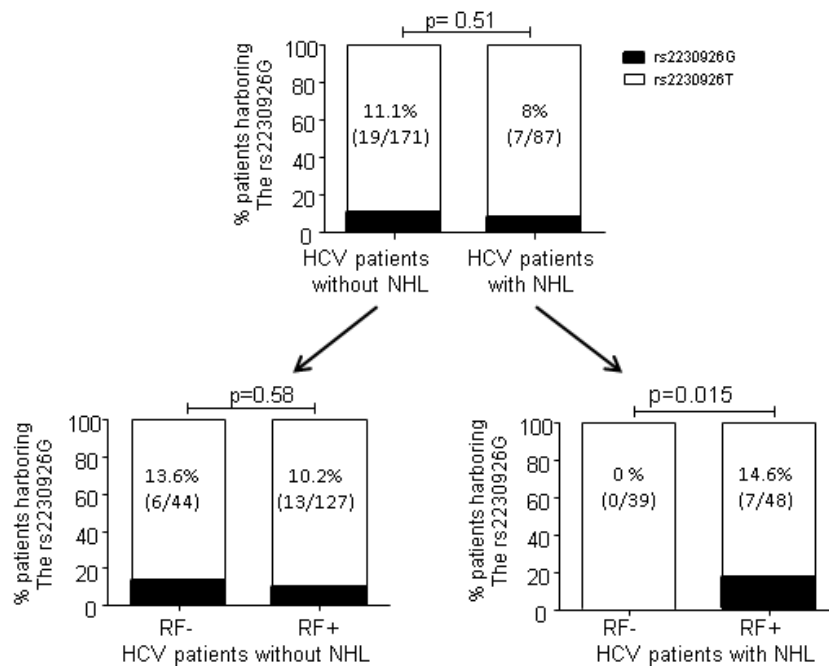 p= 0.51
% patients harboring
The rs2230926G
100
80
60
40
20
0
11.1%
(19/171)
8%
(7/87)
rs2230926G
rs2230926T
HCV patients
without NHL
HCV patients
with NHL
p=0.58
% patients harboring
The rs2230926G
100
80
60
40
20
0
13.6%
(6/44)
10.2%
(13/127)
RF-
RF+
HCV patients without NHL
p=0.015
% patients harboring
The rs2230926G
100
80
60
40
20
0
0 %
(0/39)
14.6%
(7/48)
RF-
RF+
HCV patients with NHL